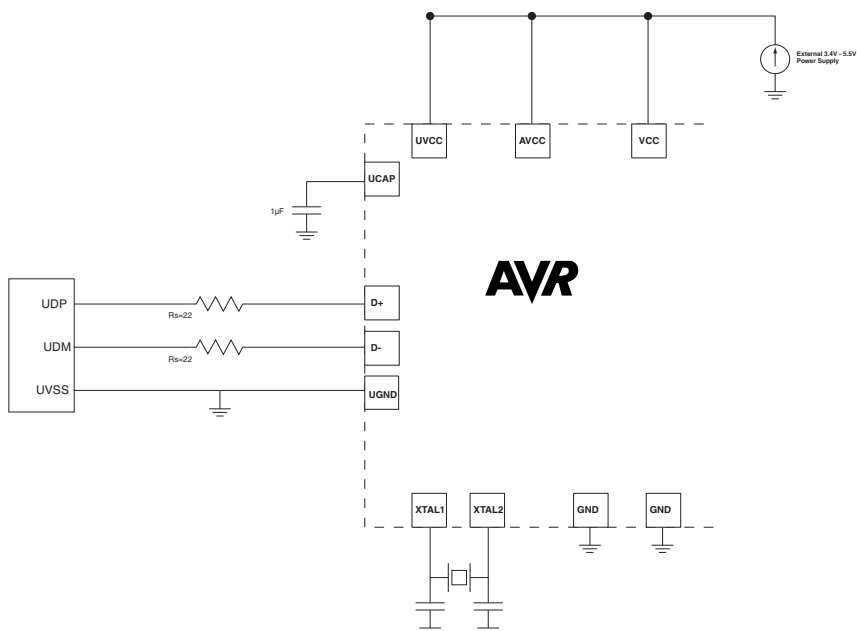 External 3.4V - 5.5V
Power Supply
UVCC
AVCC
VCC
UCAP
1µF
AVR
UDP
Rs=22
D+
UDM
Rs=22
D-
UVSS
UGND
XTAL1
XTAL2
GND
GND